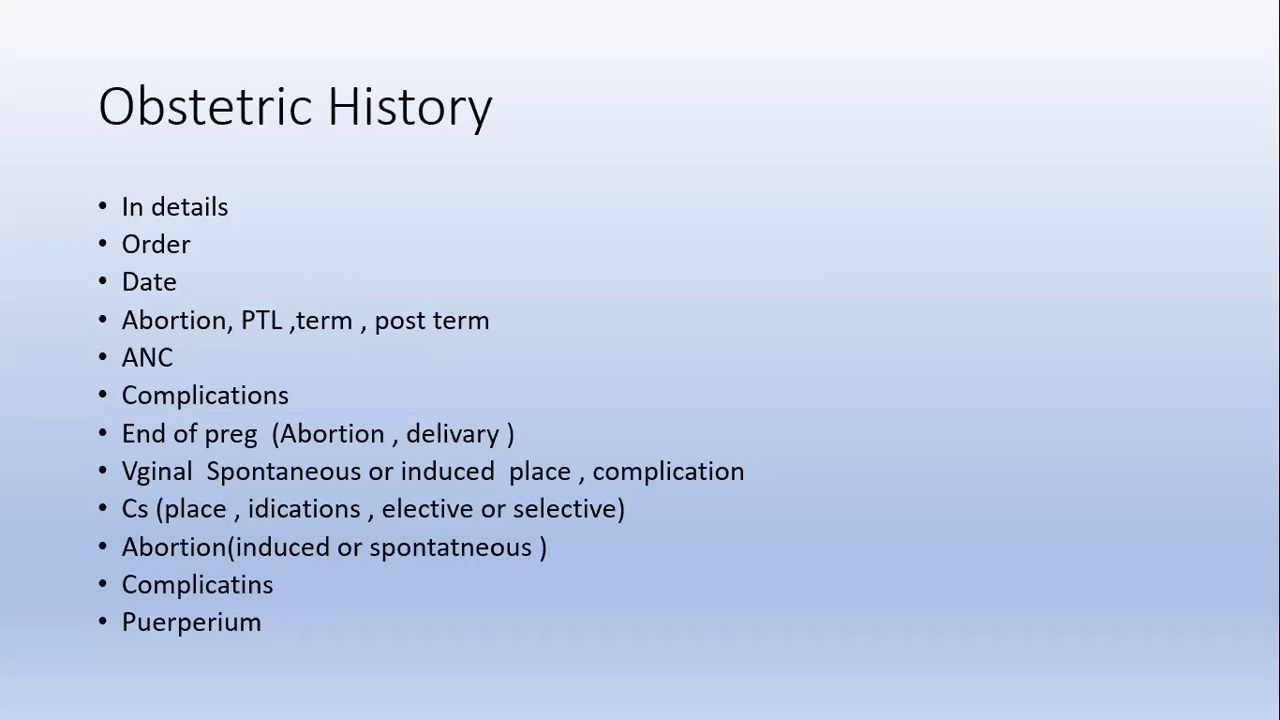 Obstetric History
• In details
• Order
• Date
• Abortion, PTL ,term , post term
• ANC
• Complications
• End of preg  (Abortion , delivary )
• Vginal  Spontaneous or induced  place , complication
• Cs (place , idications , elective or selective)
• Abortion(induced or spontatneous )
• Complicatins
• Puerperium